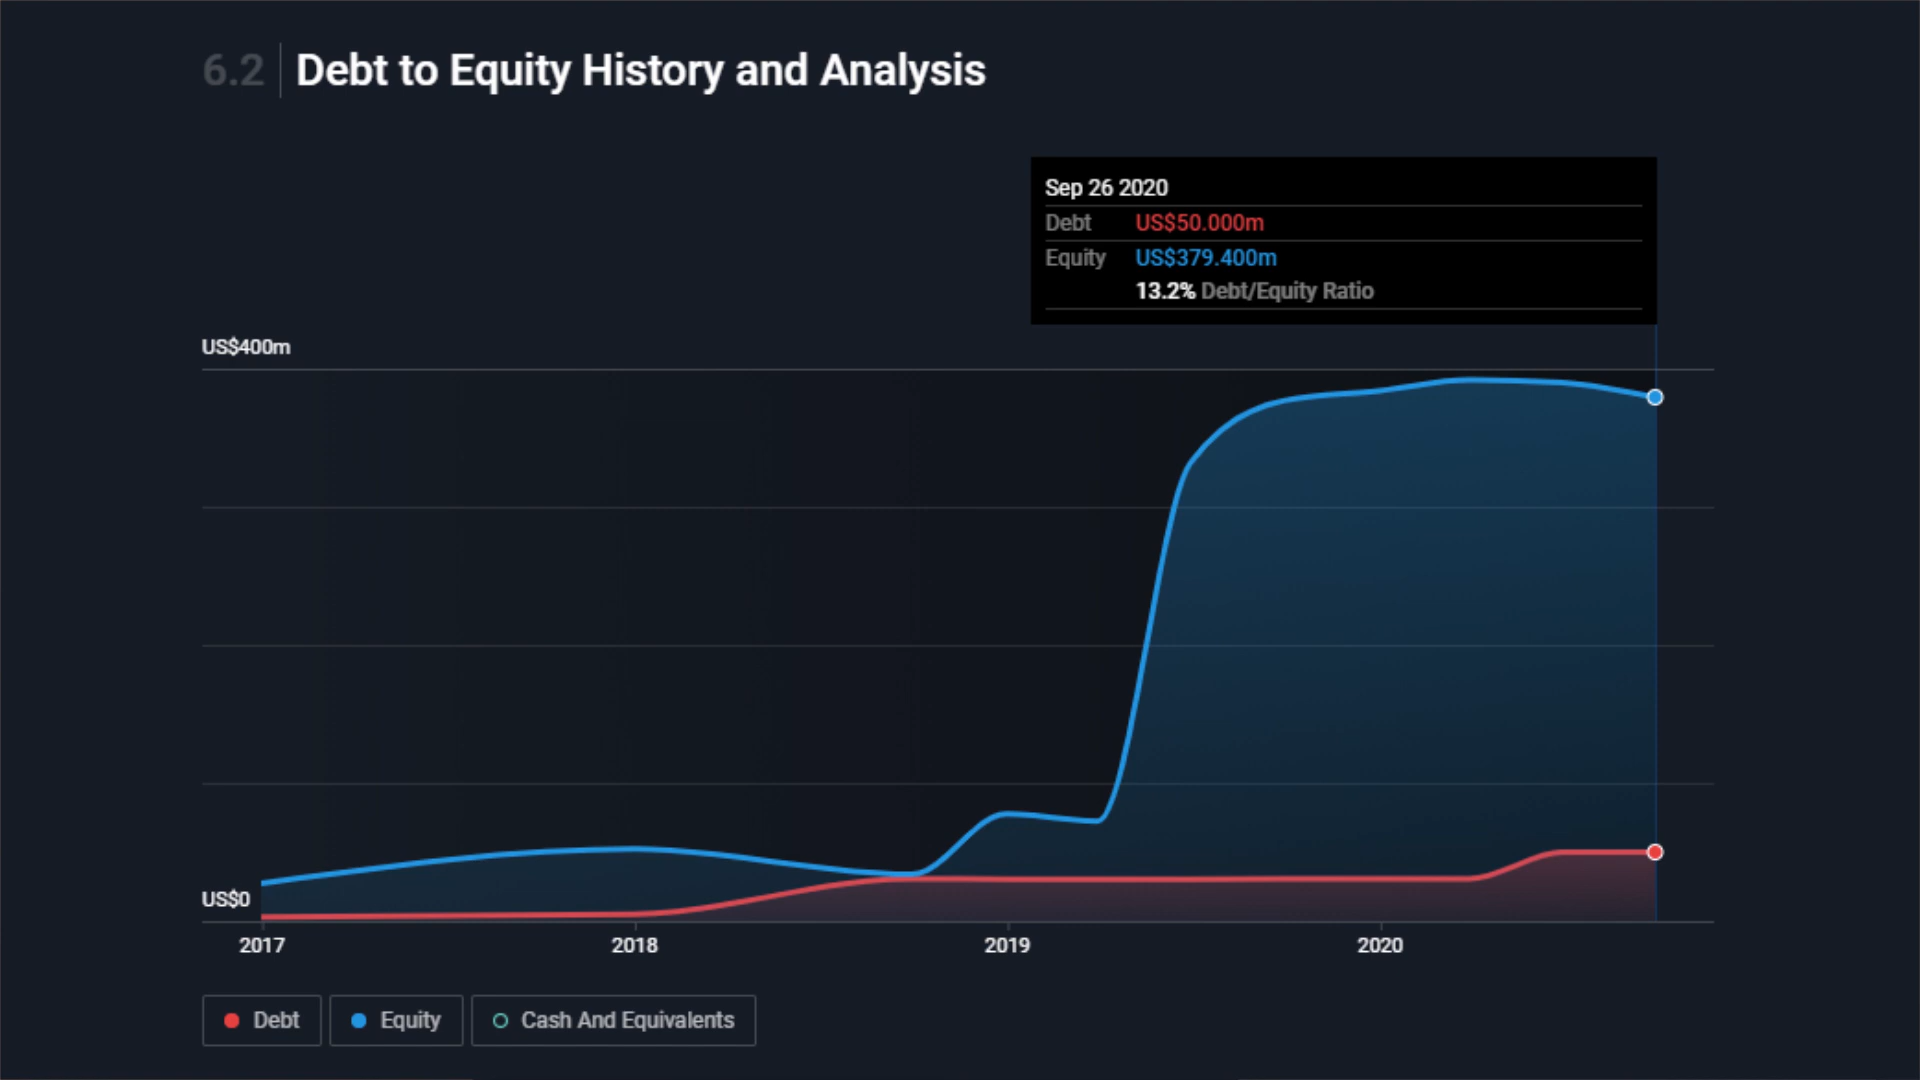 6.2 Debt to Equity History and Analysis
Sep 26 2020
Debt US$50.000m
Equity US$379.400m
13.2% Debt/Equity Ratio
US$400m
US$0
2017 2018 2019 2020
Debt Equity Cash And Equivalents